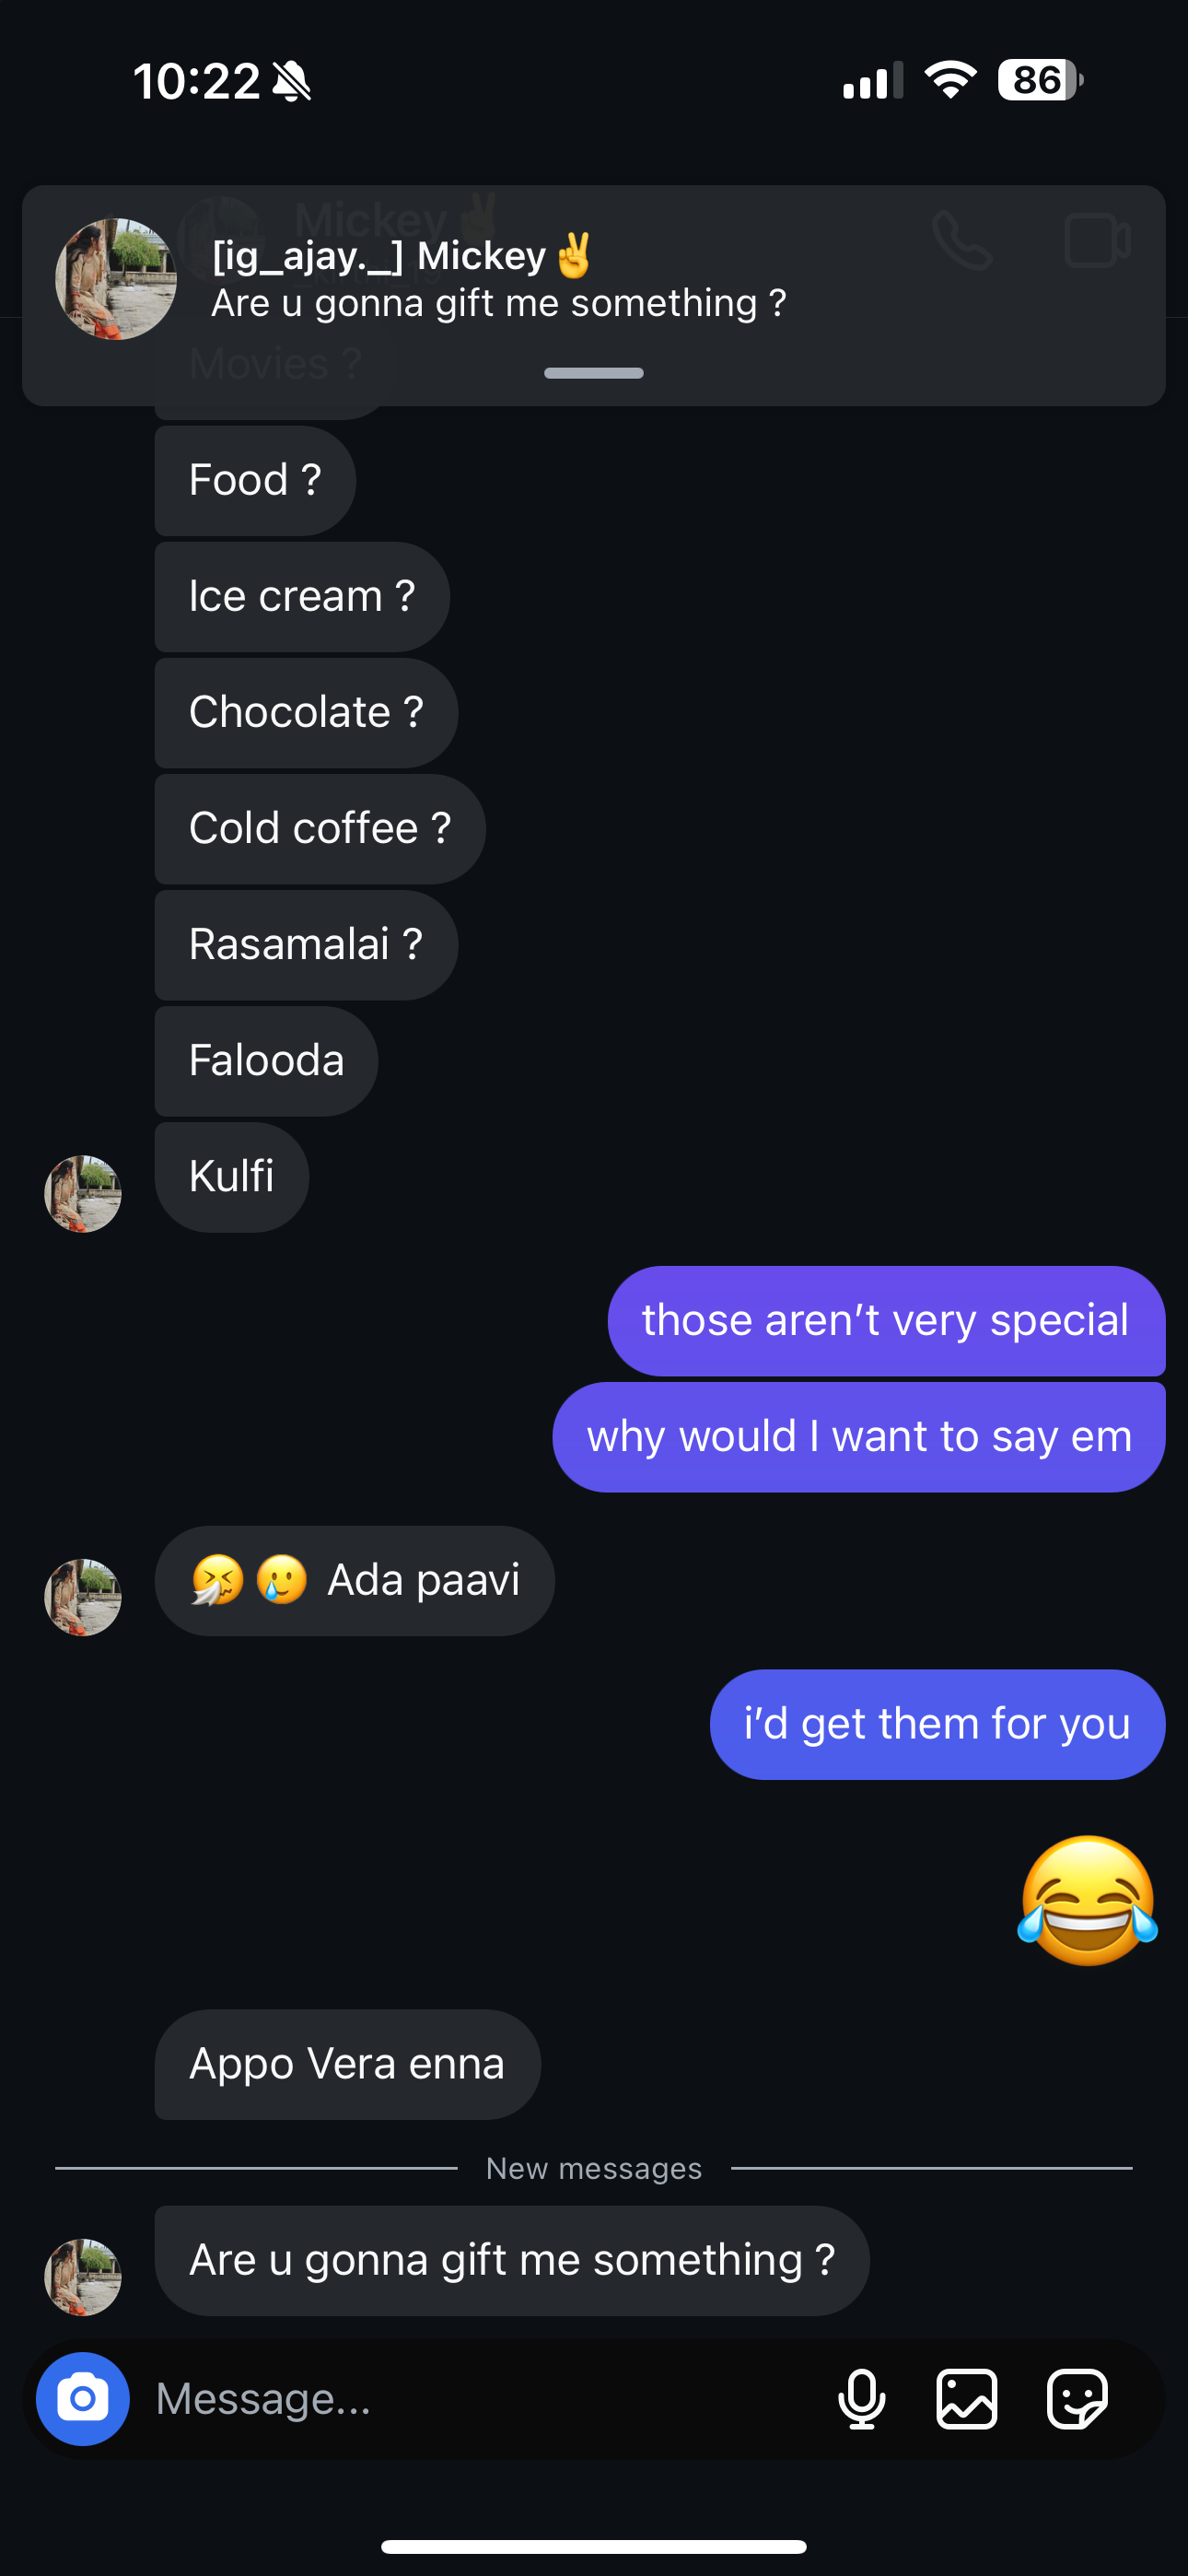 10:22
86
Mickey✌️
[ig_ajay._] Mickey✌️
Are u gonna gift me something ?
Movies ?
Food ?
Ice cream ?
Chocolate ?
Cold coffee ?
Rasamalai ?
Falooda
Kulfi
those aren’t very special
why would I want to say em
🤧🥲 Ada paavi
i’d get them for you
😂
Appo Vera enna
New messages
Are u gonna gift me something ?
Message...